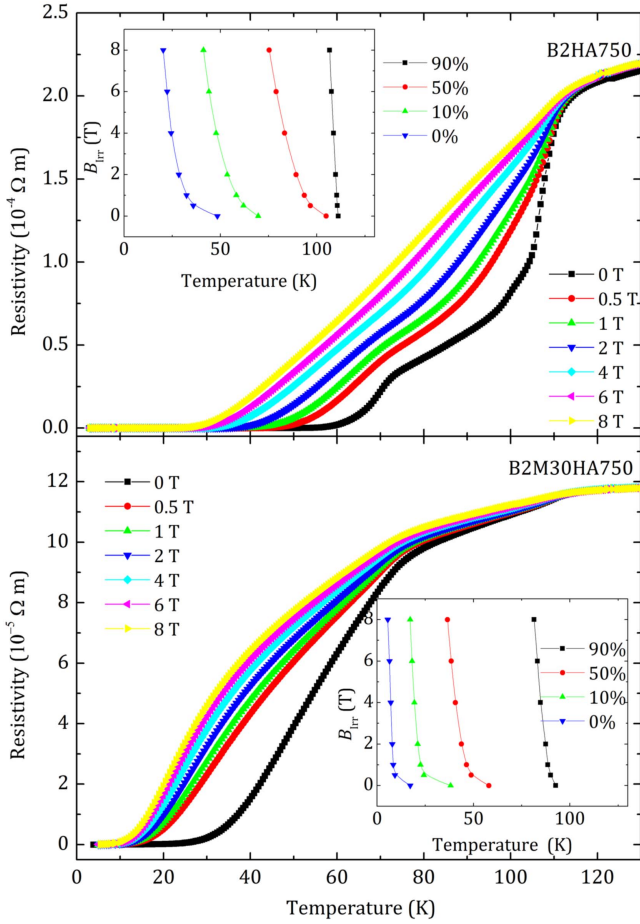 2.5
2.0
1.5
1.0
0.5
0.0
Resistivity (10⁻⁴ Ω m)
B2HA750
8
6
4
2
0
B_Irr (T)
0
50
100
Temperature (K)
90%
50%
10%
0%
0 T
0.5 T
1 T
2 T
4 T
6 T
8 T
12
10
8
6
4
2
0
Resistivity (10⁻⁵ Ω m)
B2M30HA750
0 T
0.5 T
1 T
2 T
4 T
6 T
8 T
8
6
4
2
0
B_Irr (T)
0
50
100
Temperature (K)
90%
50%
10%
0%
0
20
40
60
80
100
120
Temperature (K)